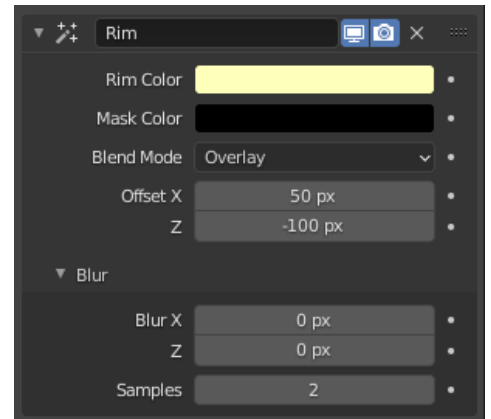 Rim
Rim Color
Mask Color
Blend Mode Overlay
Offset X 50 px
Z -100 px
Blur
Blur X 0 px
Z 0 px
Samples 2